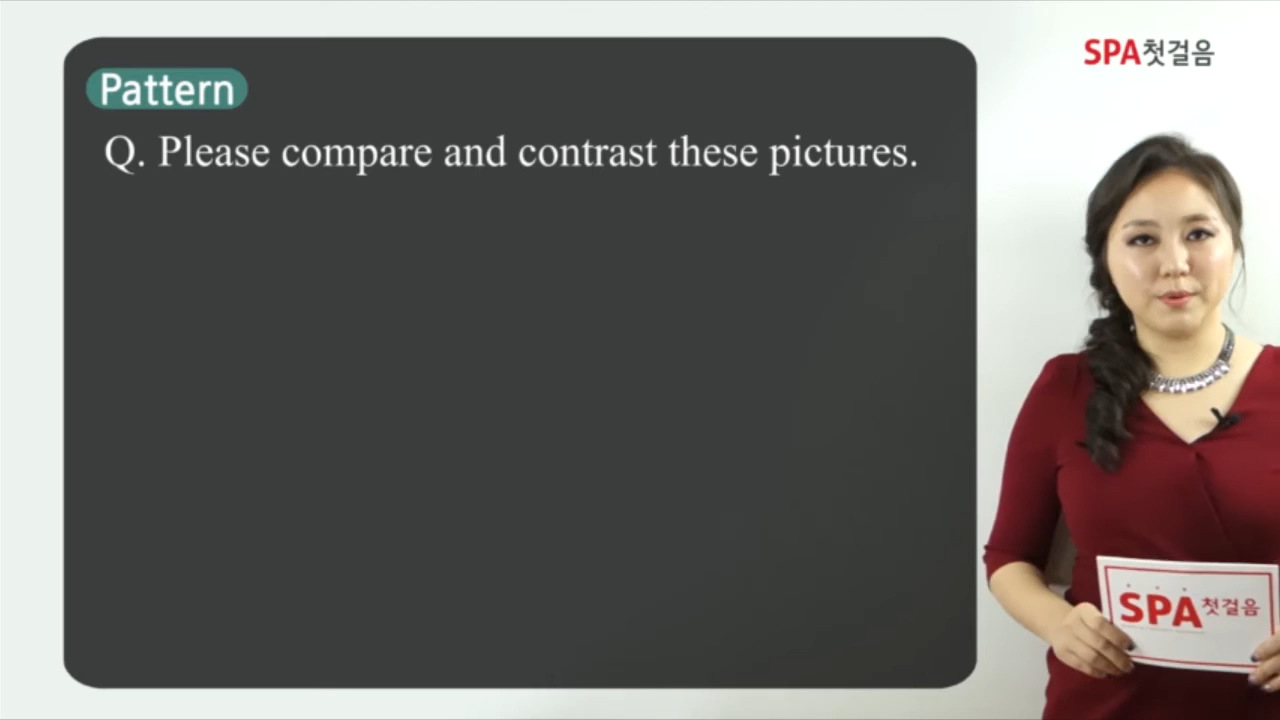 Pattern
SPA첫걸음
Q. Please compare and contrast these pictures.
SPA첫걸음